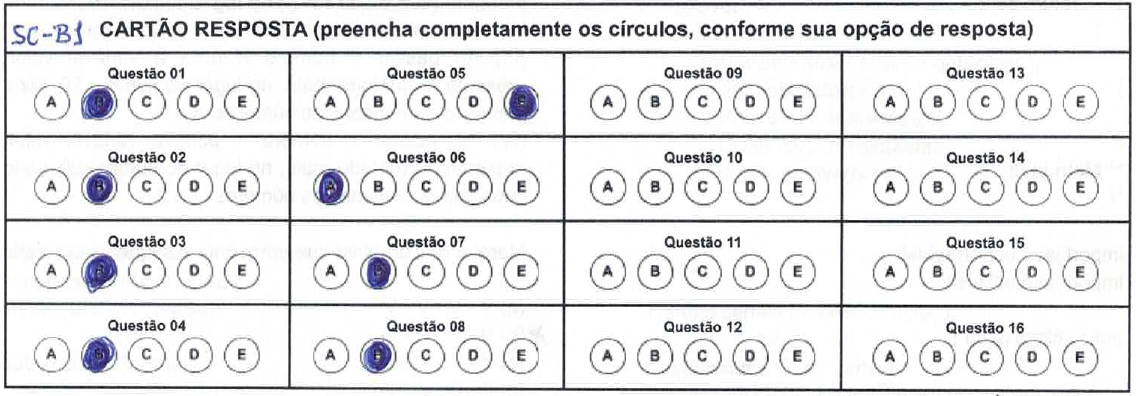 SC-B1 CARTÃO RESPOSTA (preencha completamente os círculos, conforme sua opção de resposta)
Questão 01 Questão 05 Questão 09 Questão 13
A B C D E A B C D E A B C D E A B C D E
Questão 02 Questão 06 Questão 10 Questão 14
A B C D E A B C D E A B C D E A B C D E
Questão 03 Questão 07 Questão 11 Questão 15
A B C D E A B C D E A B C D E A B C D E
Questão 04 Questão 08 Questão 12 Questão 16
A B C D E A B C D E A B C D E A B C D E